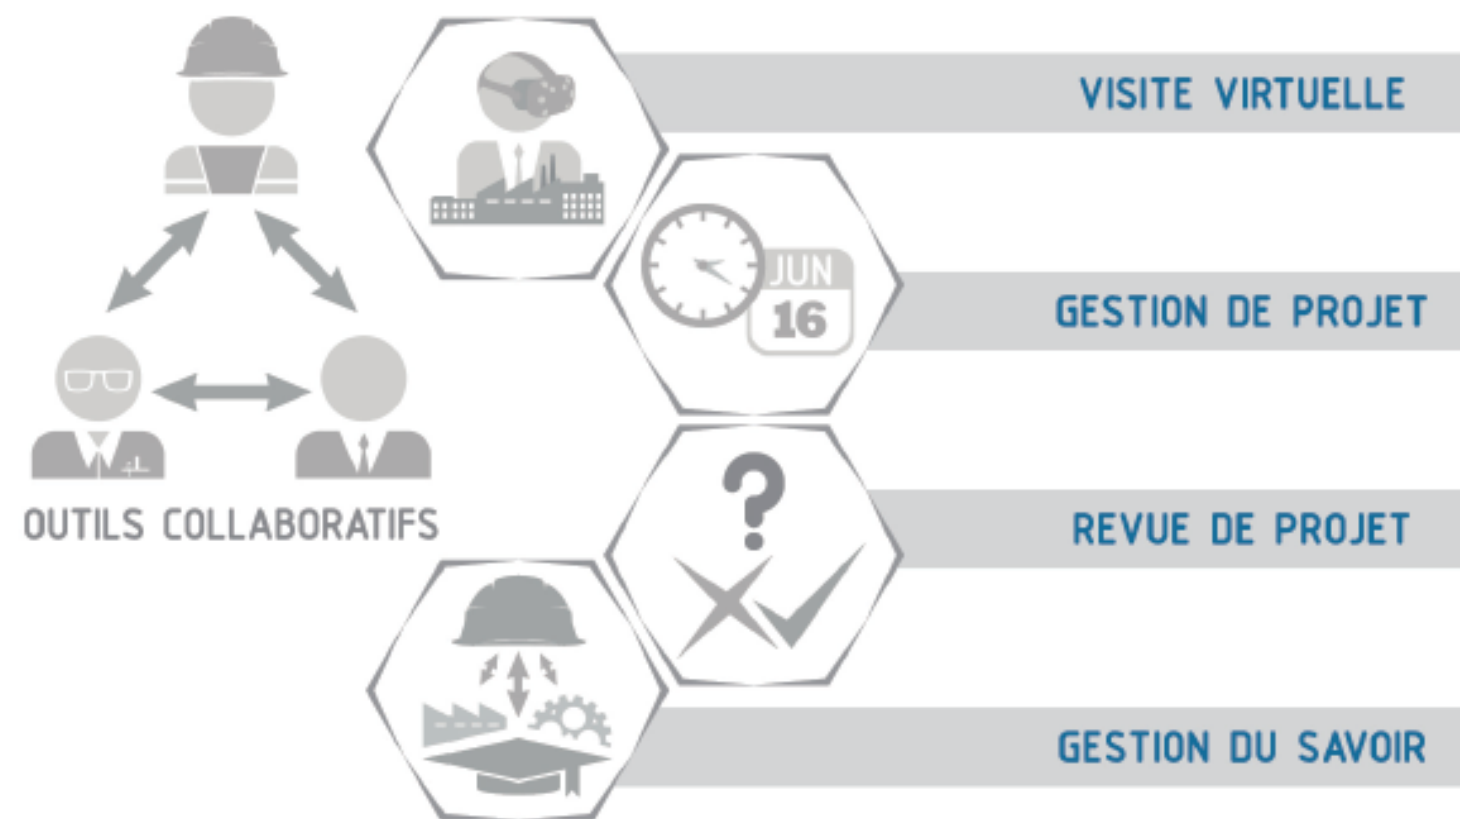 VISITE VIRTUELLE
JUN
16
GESTION DE PROJET
OUTILS COLLABORATIFS
?
REVUE DE PROJET
GESTION DU SAVOIR